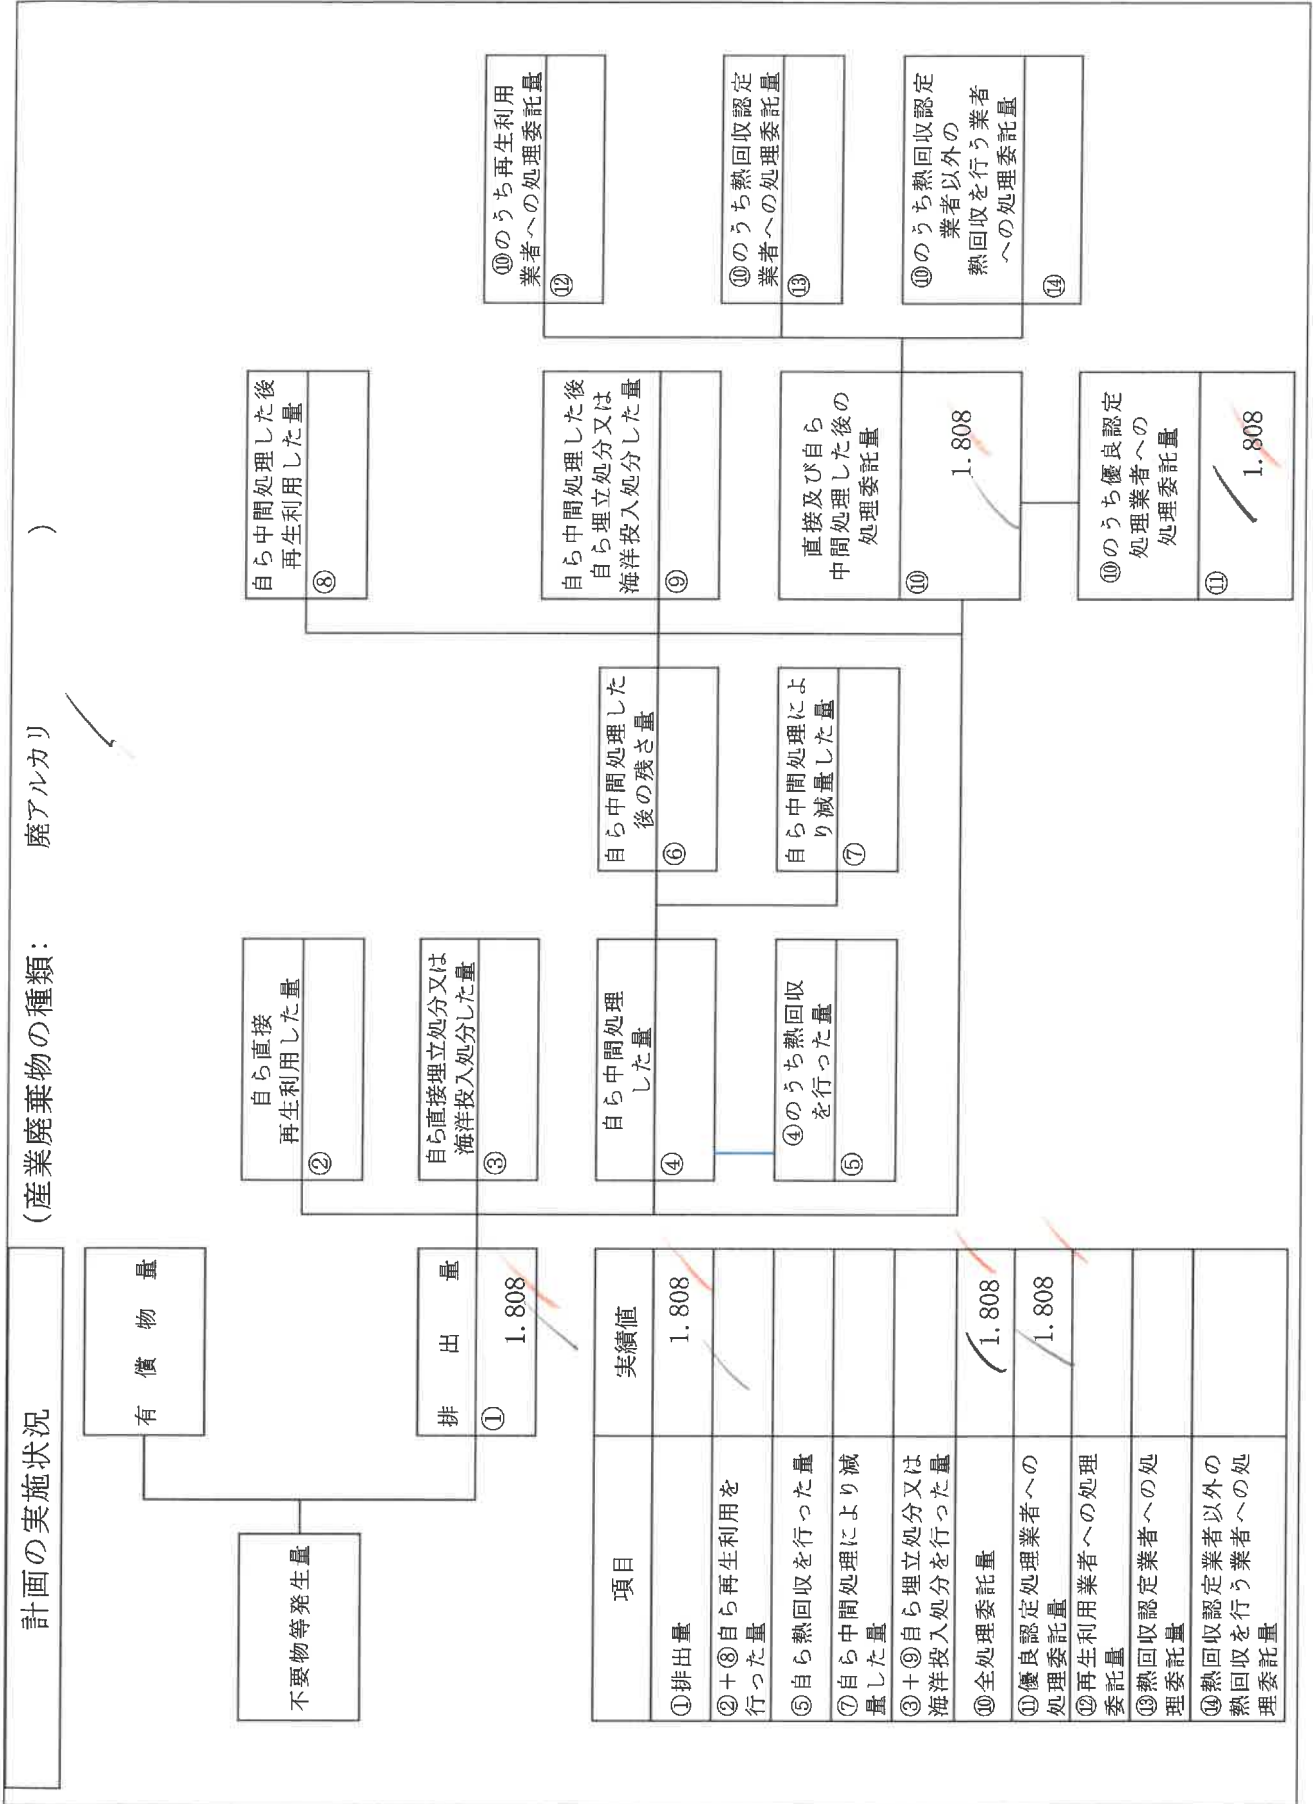 計画の実施状況
(産業廃棄物の種類： 廃アルカリ )
有 償 物 量
不要物等発生量
排 出 量
①
1.808
自ら直接
再生利用した量
②
自ら直接埋立処分又は
海洋投入処分した量
③
自ら中間処理
した量
④
④のうち熱回収
を行った量
⑤
自ら中間処理した
後の残さ量
⑥
自ら中間処理によ
り減量した量
⑦
自ら中間処理した後
再生利用した量
⑧
自ら中間処理した後
自ら埋立処分又は
海洋投入処分した量
⑨
直接及び自ら
中間処理した後の
処理委託量
⑩
1.808
⑩のうち優良認定
処理業者への
処理委託量
⑪
1.808
⑩のうち再生利用
業者への処理委託量
⑫
⑩のうち熱回収認定
業者への処理委託量
⑬
⑩のうち熱回収認定
業者以外の
熱回収を行う業者
への処理委託量
⑭
項目 実績値
①排出量 1.808
②＋⑧自ら再生利用を
行った量
⑤自ら熱回収を行った量
⑦自ら中間処理により減
量した量
③＋⑨自ら埋立処分又は
海洋投入処分を行った量
⑩全処理委託量 1.808
⑪優良認定処理業者への
処理委託量 1.808
⑫再生利用業者への処理
委託量
⑬熱回収認定業者への処
理委託量
⑭熱回収認定業者以外の
熱回収を行う業者への処
理委託量